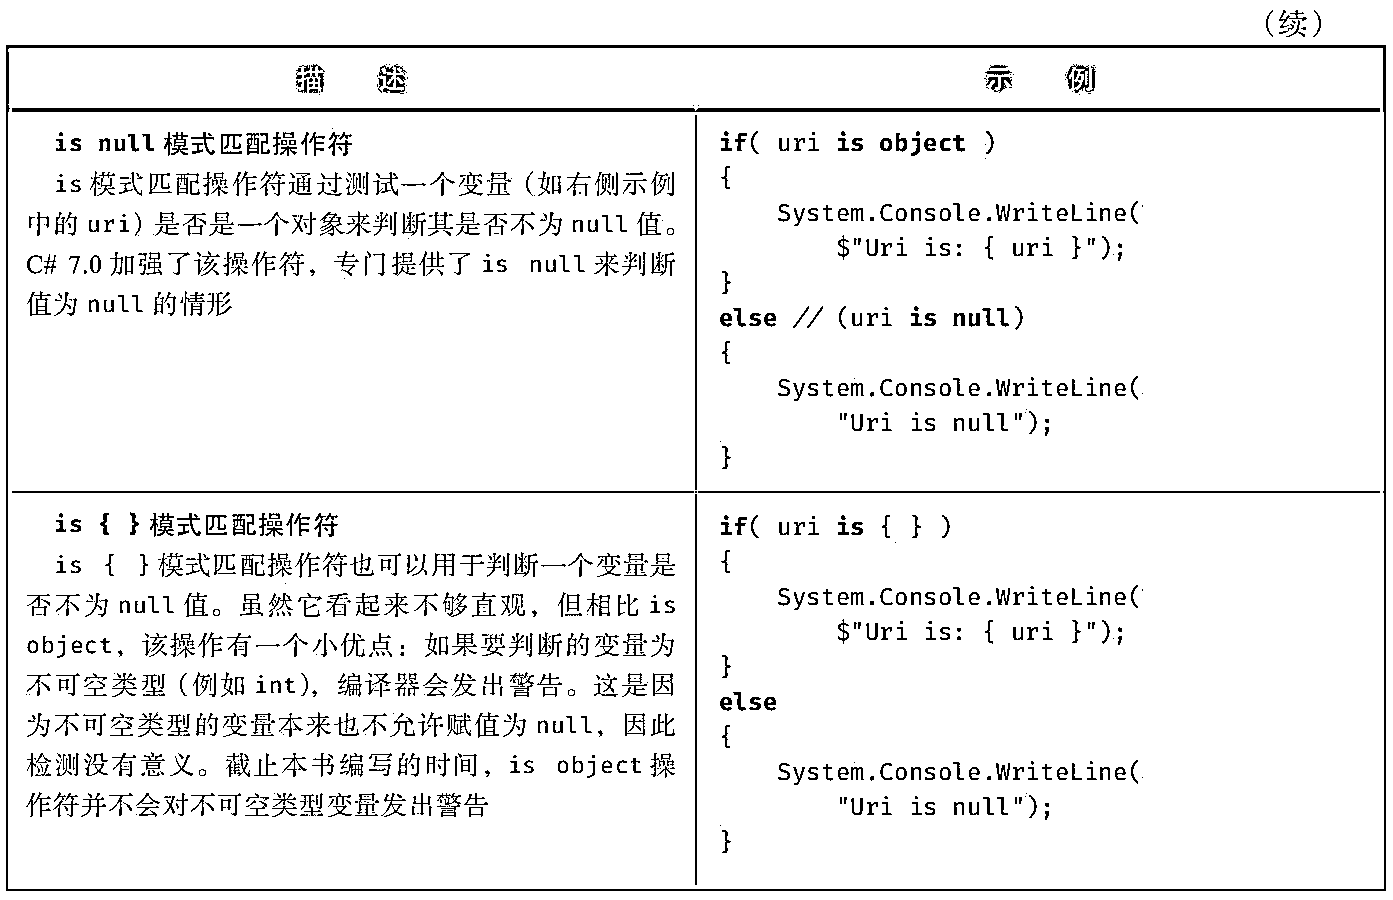 （续）
描 述
示 例
is null 模式匹配操作符
is 模式匹配操作符通过测试一个变量（如右侧示例
中的 uri）是否是一个对象来判断其是否不为 null 值。
C# 7.0 加强了该操作符，专门提供了 is null 来判断
值为 null 的情形
if( uri is object )
{
    System.Console.WriteLine(
        $"Uri is: { uri }");
}
else // (uri is null)
{
    System.Console.WriteLine(
        "Uri is null");
}
is { } 模式匹配操作符
is { } 模式匹配操作符也可以用于判断一个变量是
否不为 null 值。虽然它看起来不够直观，但相比 is
object，该操作有一个小优点：如果要判断的变量为
不可空类型（例如 int），编译器会发出警告。这是因
为不可空类型的变量本来也不允许赋值为 null，因此
检测没有意义。截止本书编写的时间，is object 操
作符并不会对不可空类型变量发出警告
if( uri is { } )
{
    System.Console.WriteLine(
        $"Uri is: { uri }");
}
else
{
    System.Console.WriteLine(
        "Uri is null");
}